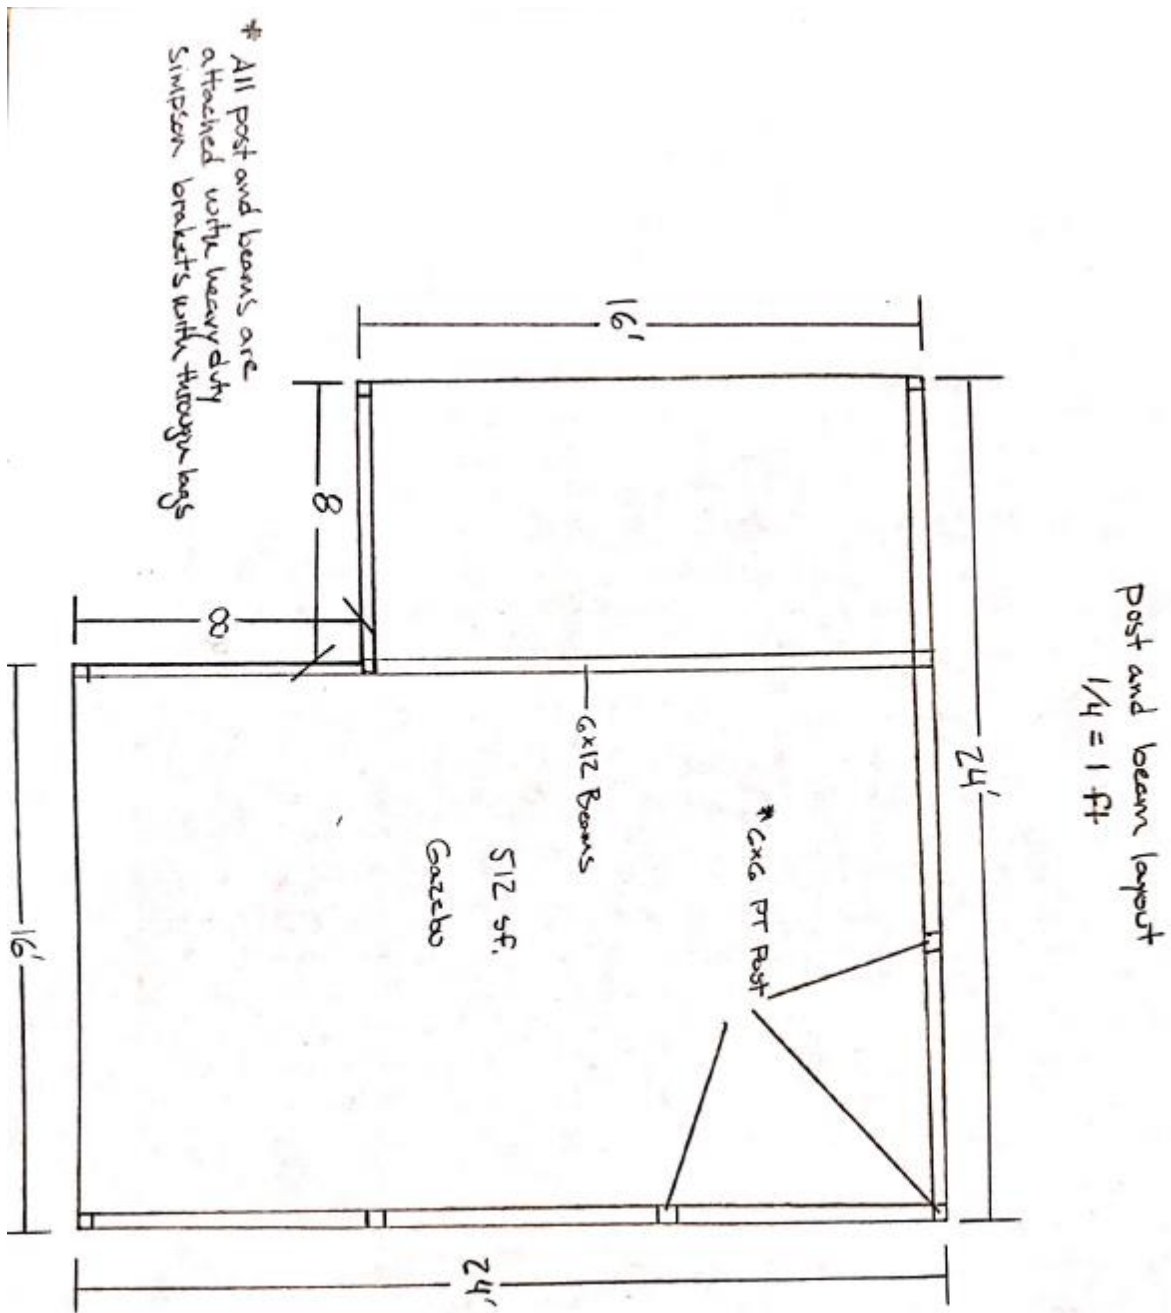 post and beam layout
1/4 = 1 ft
24'
* 6x6 PT Post
6x12 Beams
512 sf.
Gazebo
16'
8
8
16'
24'
* All post and beams are
attached with heavy duty
Simpson brakets with through lags